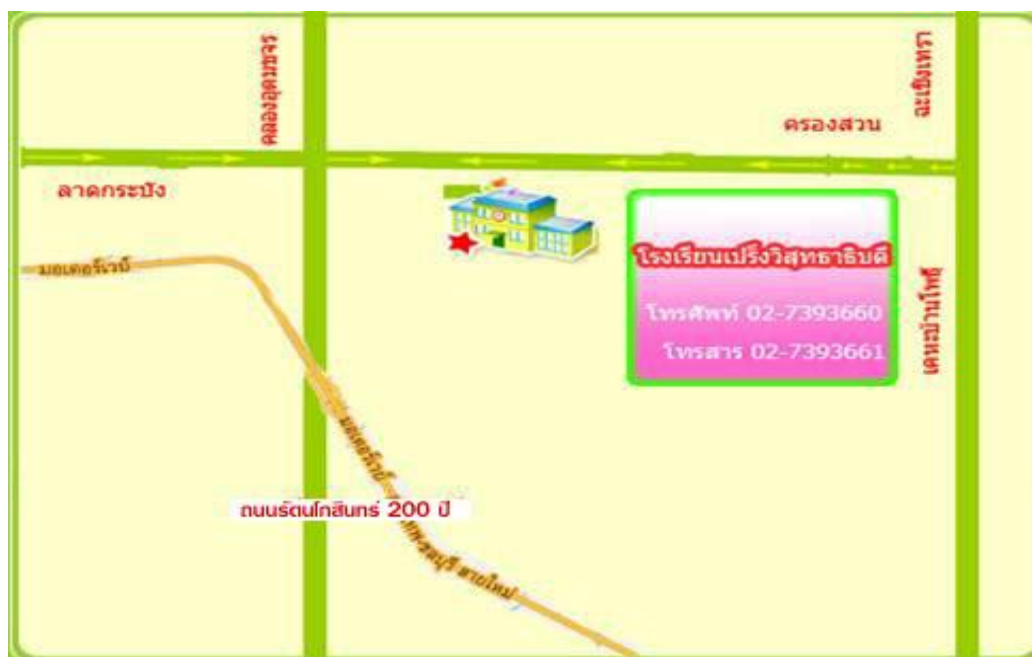 คลองอุดมชจร
ฉะเชิงเทรา
ครองสวน
ลาดกระบัง
โรงเรียนเปร็งวิสุทธาธิบดี
มอเตอร์เวย์
โทรศัพท์ 02-7393660
โทรสาร 02-7393661
เคหะบ้านโพธิ์
มอเตอร์เวย์ ทพ-ชลบุรี สายใหม่
ถนนรัตนโกสินทร์ 200 ปี